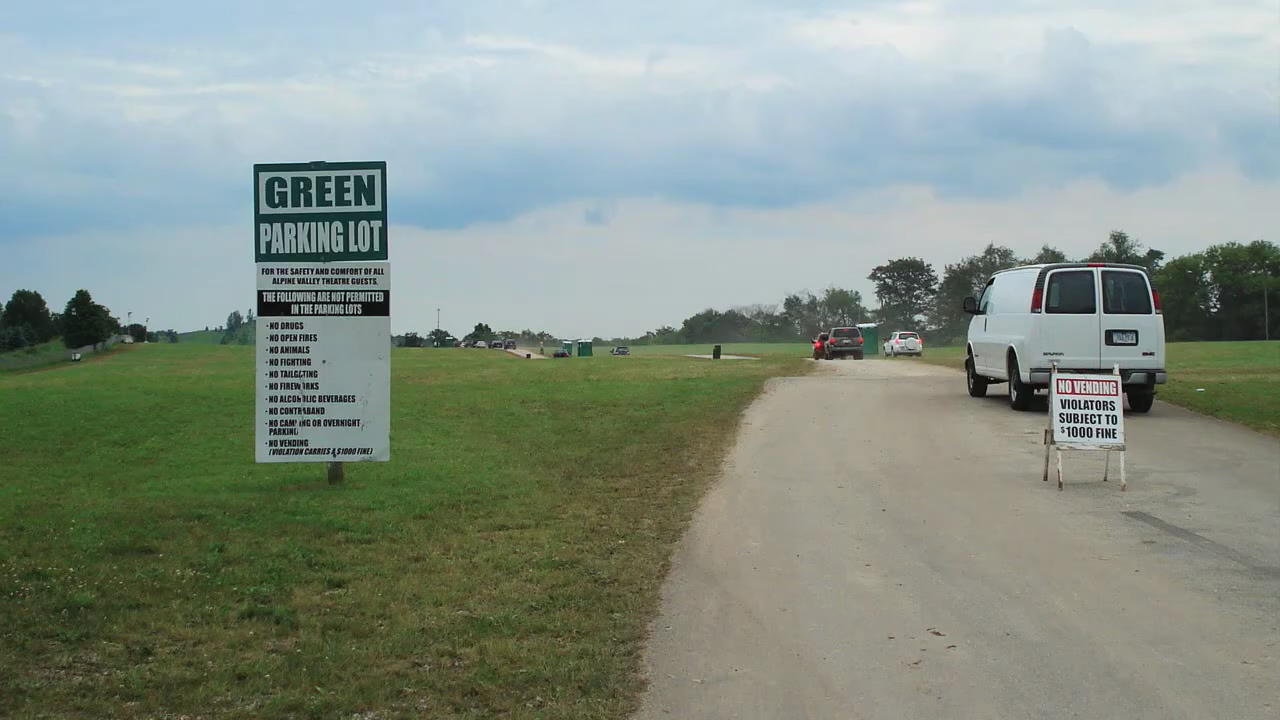 GREEN
PARKING LOT
FOR THE SAFETY AND COMFORT OF ALL
ALPINE VALLEY THEATRE GUESTS,
THE FOLLOWING ARE NOT PERMITTED
IN THE PARKING LOTS
• NO DRUGS
• NO OPEN FIRES
• NO ANIMALS
• NO FIGHTING
• NO TAILGATING
• NO FIREWORKS
• NO ALCOHOLIC BEVERAGES
• NO CONTRABAND
• NO CAMPING OR OVERNIGHT
PARKING
• NO VENDING
(VIOLATION CARRIES A $1000 FINE)
NO VENDING
VIOLATORS
SUBJECT TO
$1000 FINE